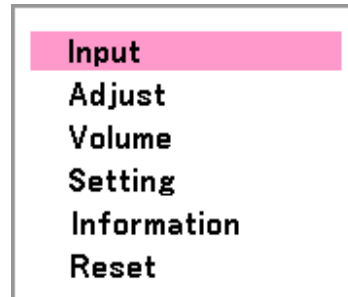 Input
Adjust
Volume
Setting
Information
Reset